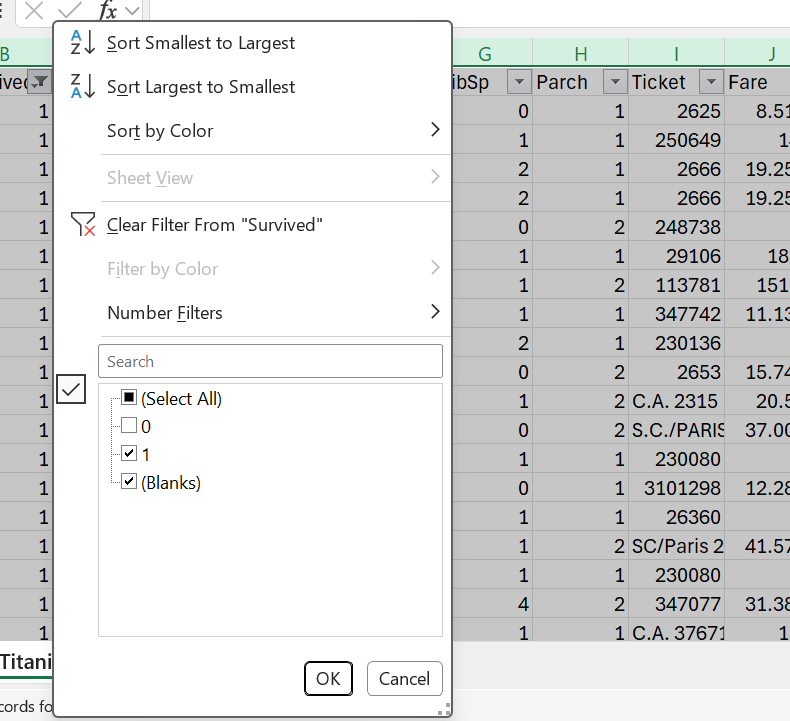 fx
B G H I J
ived ibSp Parch Ticket Fare
Sort Smallest to Largest
Sort Largest to Smallest
Sort by Color
Sheet View
Clear Filter From "Survived"
Filter by Color
Number Filters
Search
(Select All)
0
1
(Blanks)
OK Cancel
1 0 1 2625 8.51
1 1 1 250649 14
1 2 1 2666 19.25
1 2 1 2666 19.25
1 0 2 248738
1 1 1 29106 18
1 1 2 113781 151
1 1 1 347742 11.13
1 2 1 230136
1 0 2 2653 15.74
1 1 2 C.A. 2315 20.5
1 0 2 S.C./PARIS 37.00
1 1 1 230080
1 0 1 3101298 12.28
1 1 1 26360
1 1 2 SC/Paris 2 41.57
1 1 1 230080
1 4 2 347077 31.38
1 1 1 C.A. 37671 1
Titani
cords fo